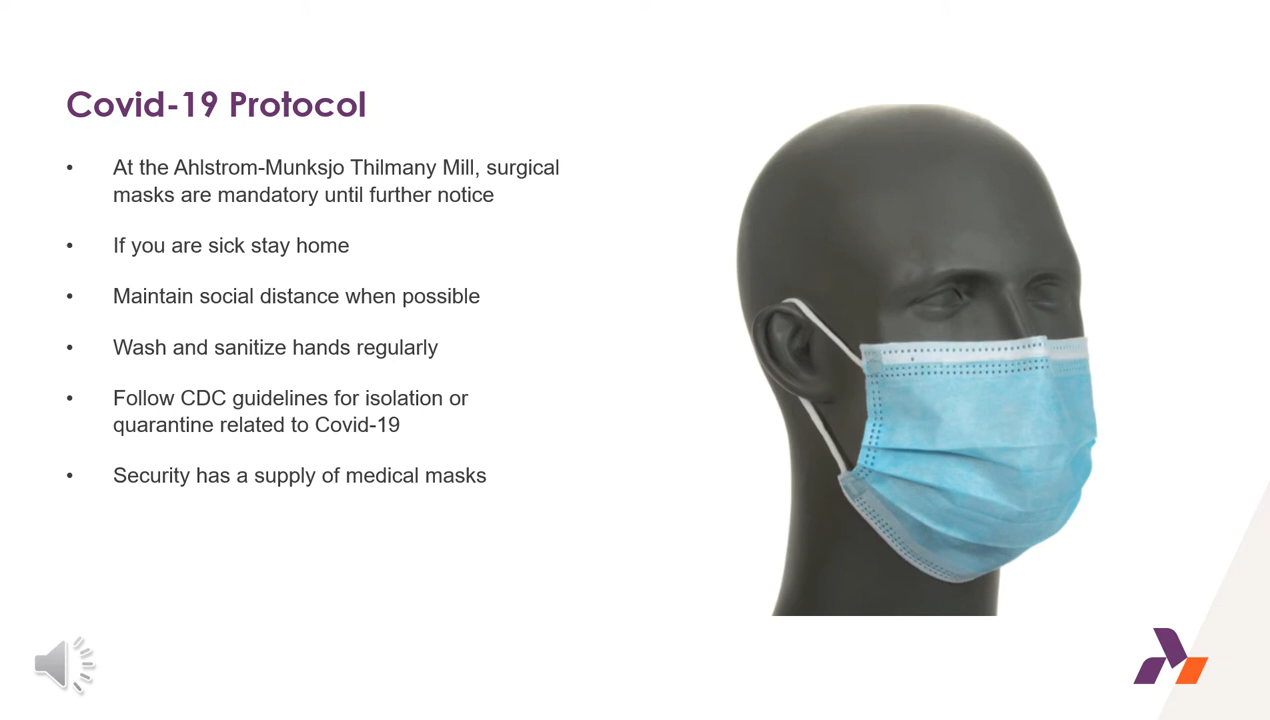 Covid-19 Protocol
• At the Ahlstrom-Munksjo Thilmany Mill, surgical
masks are mandatory until further notice
• If you are sick stay home
• Maintain social distance when possible
• Wash and sanitize hands regularly
• Follow CDC guidelines for isolation or
quarantine related to Covid-19
• Security has a supply of medical masks